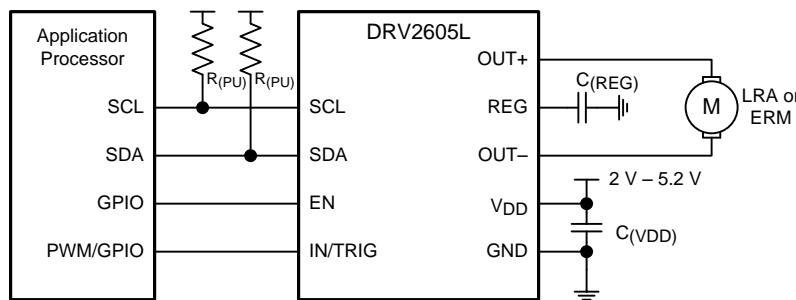 Application
Processor
SCL
SDA
GPIO
PWM/GPIO
R(PU)
R(PU)
DRV2605L
SCL
SDA
EN
IN/TRIG
OUT+
REG
OUT–
VDD
GND
C(REG)
M
LRA or
ERM
2 V – 5.2 V
C(VDD)